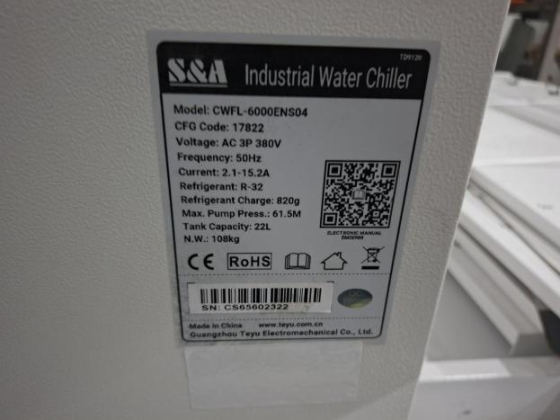 TD9120
S&A Industrial Water Chiller
Model: CWFL-6000ENS04
CFG Code: 17822
Voltage: AC 3P 380V
Frequency: 50Hz
Current: 2.1-15.2A
Refrigerant: R-32
Refrigerant Charge: 820g
Max. Pump Press.: 61.5M
Tank Capacity: 22L
N.W.: 108kg
ELECTRONIC MANUAL
CE RoHS
SN: CS65602322
Made in China www.teyu.com.cn
Guangzhou Teyu Electromechanical Co., Ltd.